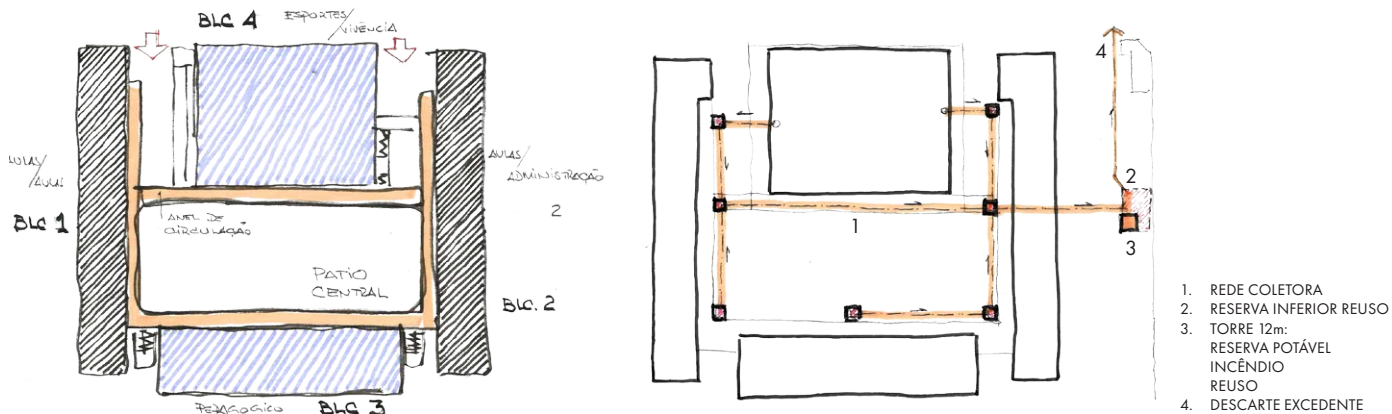 BLC 4
ESPORTES/
VIVÊNCIA
AULAS/
AULAS
BLC 1
ANEL DE
CIRCULAÇÃO
PATIO
CENTRAL
AULAS/
ADMINISTRAÇÃO
2
BLC. 2
PEDAGOGICO
BLC 3
4
2
1
3
1. REDE COLETORA
2. RESERVA INFERIOR REUSO
3. TORRE 12m:
RESERVA POTÁVEL
INCÊNDIO
REUSO
4. DESCARTE EXCEDENTE